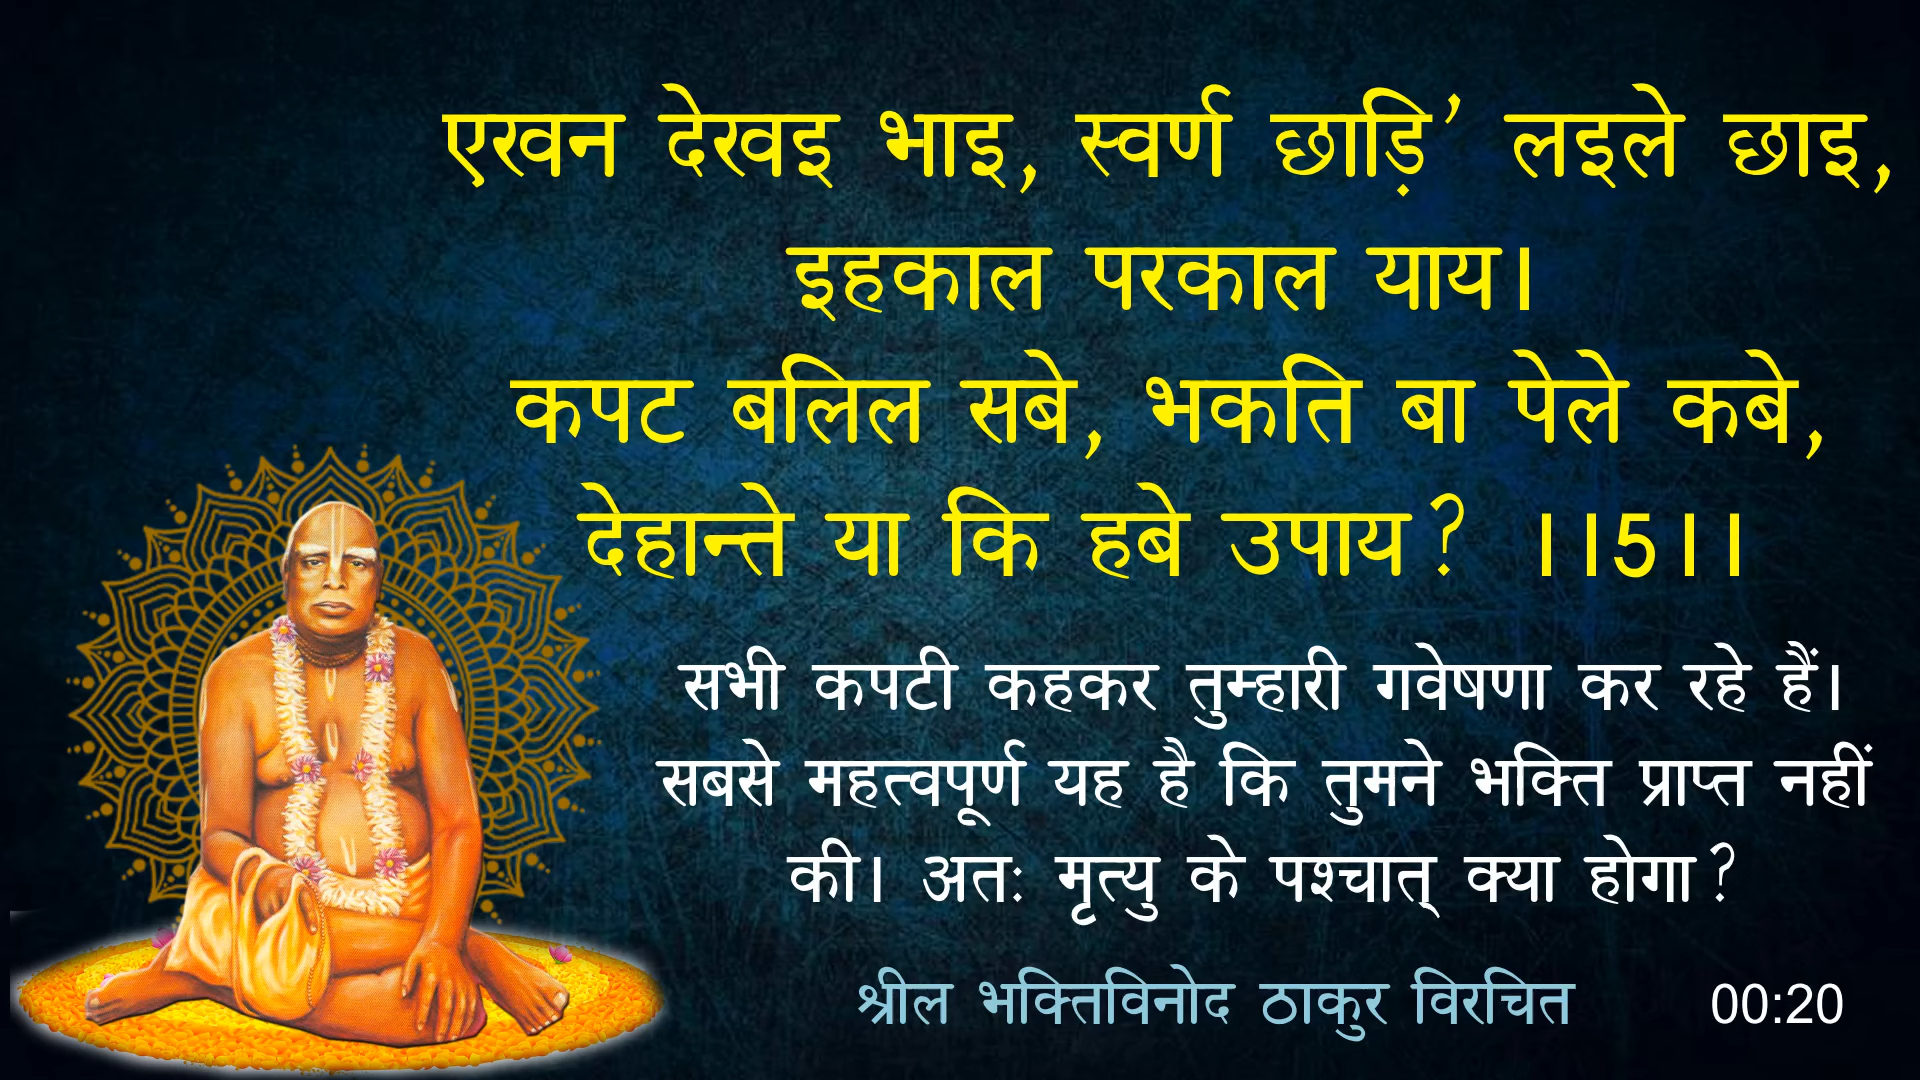 एखन देखइ भाइ, स्वर्ण छाड़ि’ लइले छाइ,
इहकाल परकाल याय।
कपट बलिल सबे, भकति बा पेले कबे,
देहान्ते या कि हबे उपाय? ।।5।।
सभी कपटी कहकर तुम्हारी गवेषणा कर रहे हैं।
सबसे महत्वपूर्ण यह है कि तुमने भक्ति प्राप्त नहीं
की। अतः मृत्यु के पश्चात् क्या होगा?
श्रील भक्तिविनोद ठाकुर विरचित 00:20